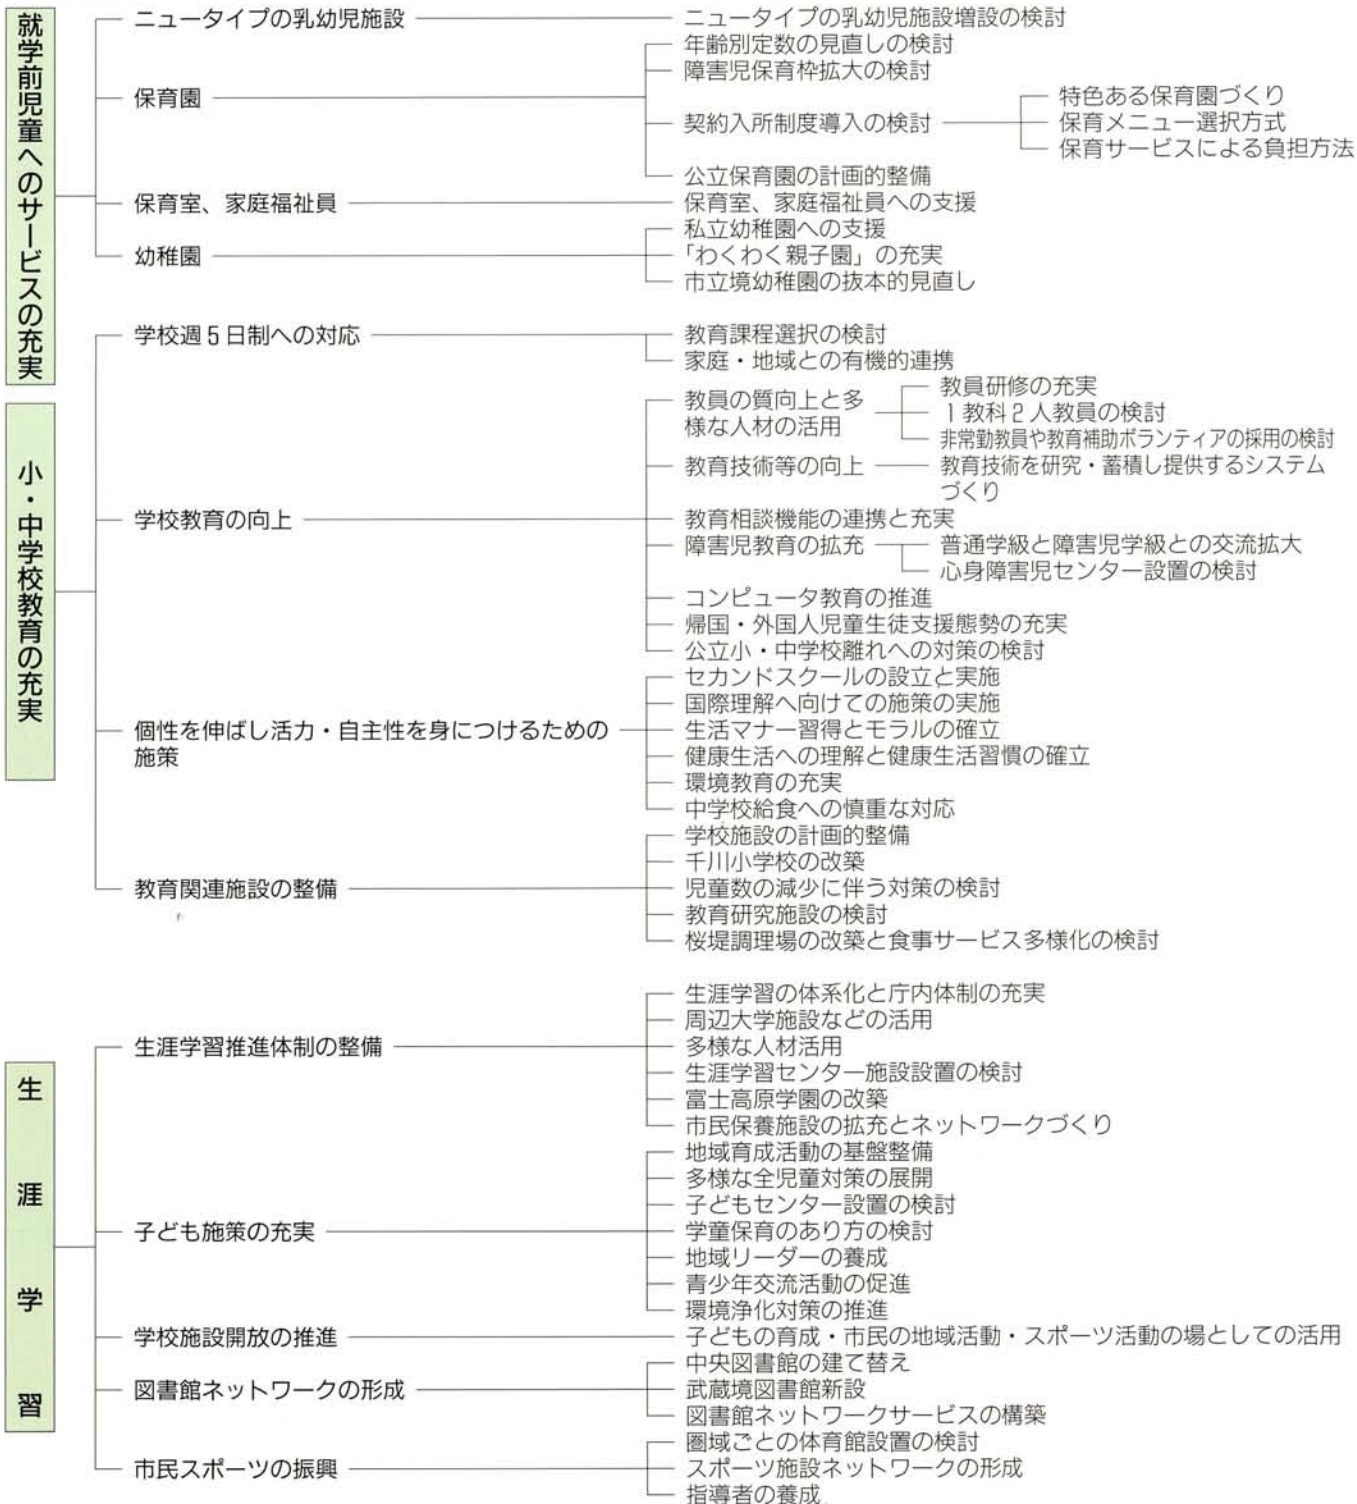 就学前児童へのサービスの充実
ニュータイプの乳幼児施設
ニュータイプの乳幼児施設増設の検討
保育園
年齢別定数の見直しの検討
障害児保育枠拡大の検討
契約入所制度導入の検討
特色ある保育園づくり
保育メニュー選択方式
保育サービスによる負担方法
公立保育園の計画的整備
保育室、家庭福祉員
保育室、家庭福祉員への支援
幼稚園
私立幼稚園への支援
「わくわく親子園」の充実
市立境幼稚園の抜本的見直し
小・中学校教育の充実
学校週5日制への対応
教育課程選択の検討
家庭・地域との有機的連携
学校教育の向上
教員の質向上と多
様な人材の活用
教員研修の充実
1教科2人教員の検討
非常勤教員や教育補助ボランティアの採用の検討
教育技術等の向上
教育技術を研究・蓄積し提供するシステム
づくり
教育相談機能の連携と充実
障害児教育の拡充
普通学級と障害児学級との交流拡大
心身障害児センター設置の検討
コンピュータ教育の推進
帰国・外国人児童生徒支援態勢の充実
公立小・中学校離れへの対策の検討
個性を伸ばし活力・自主性を身につけるための
施策
セカンドスクールの設立と実施
国際理解へ向けての施策の実施
生活マナー習得とモラルの確立
健康生活への理解と健康生活習慣の確立
環境教育の充実
中学校給食への慎重な対応
教育関連施設の整備
学校施設の計画的整備
千川小学校の改築
児童数の減少に伴う対策の検討
教育研究施設の検討
桜堤調理場の改築と食事サービス多様化の検討
生涯学習
生涯学習推進体制の整備
生涯学習の体系化と庁内体制の充実
周辺大学施設などの活用
多様な人材活用
生涯学習センター施設設置の検討
富士高原学園の改築
市民保養施設の拡充とネットワークづくり
子ども施策の充実
地域育成活動の基盤整備
多様な全児童対策の展開
子どもセンター設置の検討
学童保育のあり方の検討
地域リーダーの養成
青少年交流活動の促進
環境浄化対策の推進
学校施設開放の推進
子どもの育成・市民の地域活動・スポーツ活動の場としての活用
図書館ネットワークの形成
中央図書館の建て替え
武蔵境図書館新設
図書館ネットワークサービスの構築
市民スポーツの振興
圏域ごとの体育館設置の検討
スポーツ施設ネットワークの形成
指導者の養成